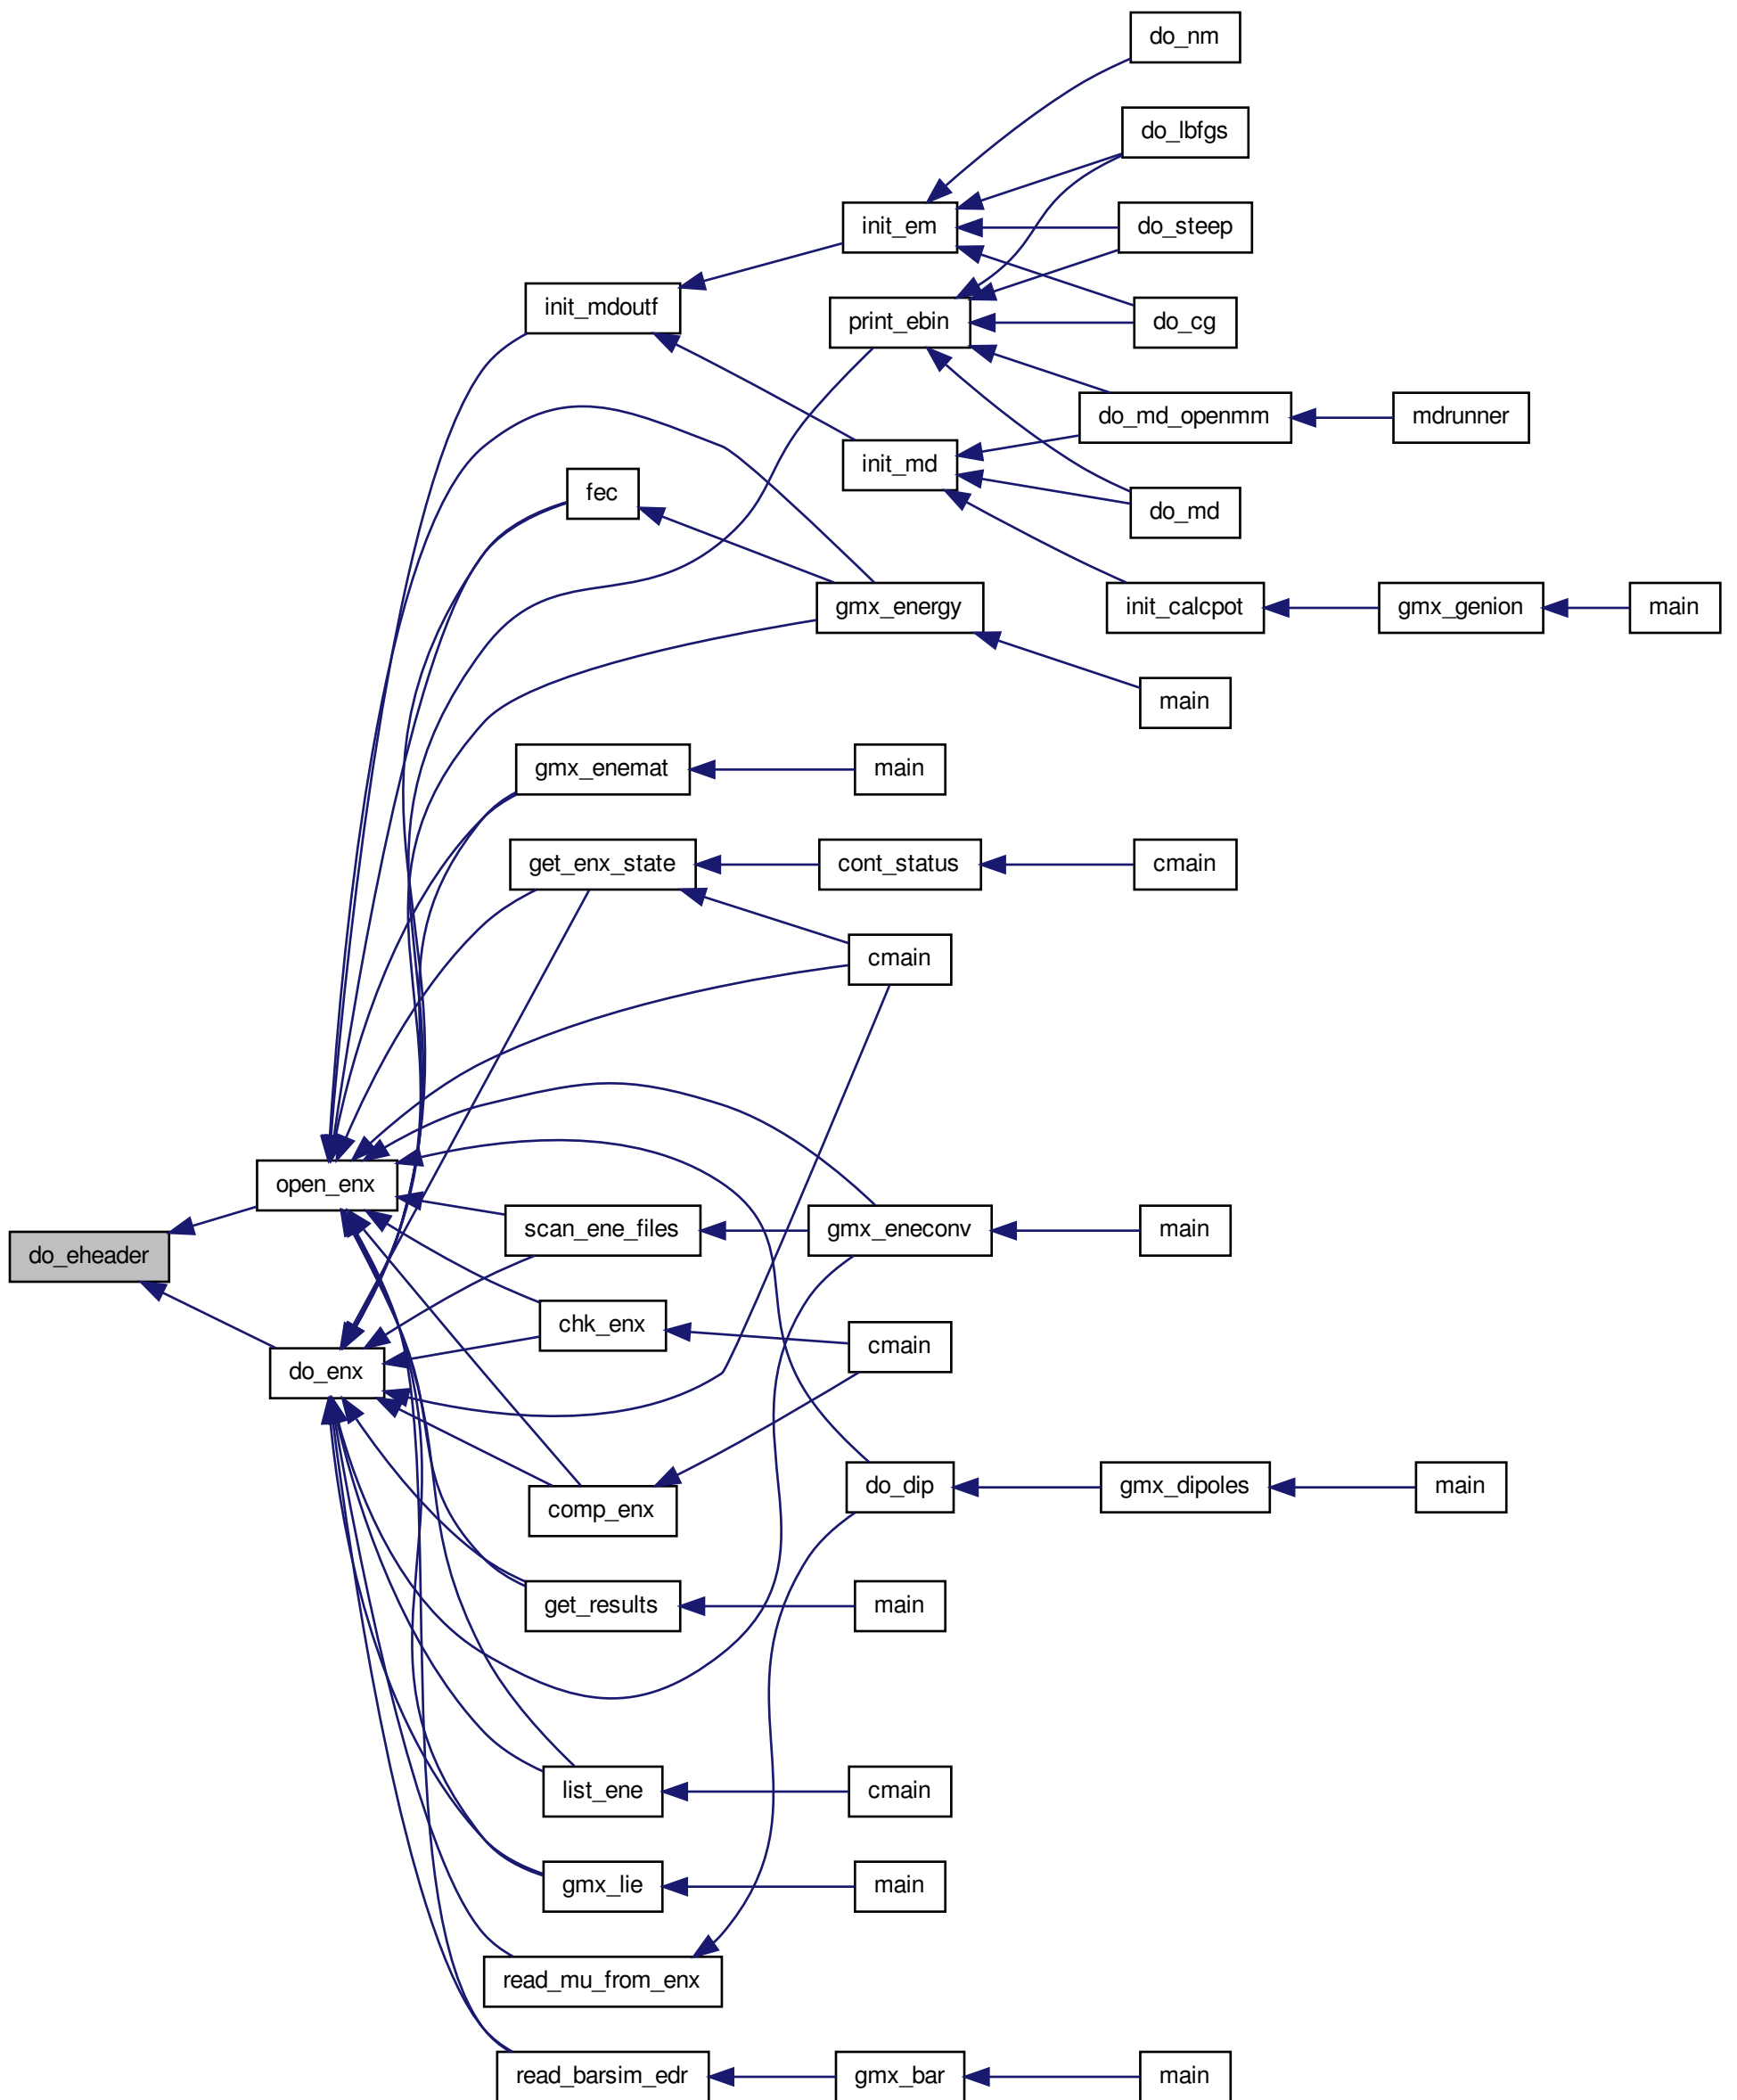 do_nm
do_lbfgs
init_em
do_steep
init_mdoutf
print_ebin
do_cg
do_md_openmm
mdrunner
init_md
fec
do_md
gmx_energy
init_calcpot
gmx_genion
main
main
gmx_enemat
main
get_enx_state
cont_status
cmain
cmain
open_enx
scan_ene_files
gmx_eneconv
main
do_eheader
chk_enx
cmain
do_enx
do_dip
gmx_dipoles
main
comp_enx
get_results
main
list_ene
cmain
gmx_lie
main
read_mu_from_enx
read_barsim_edr
gmx_bar
main